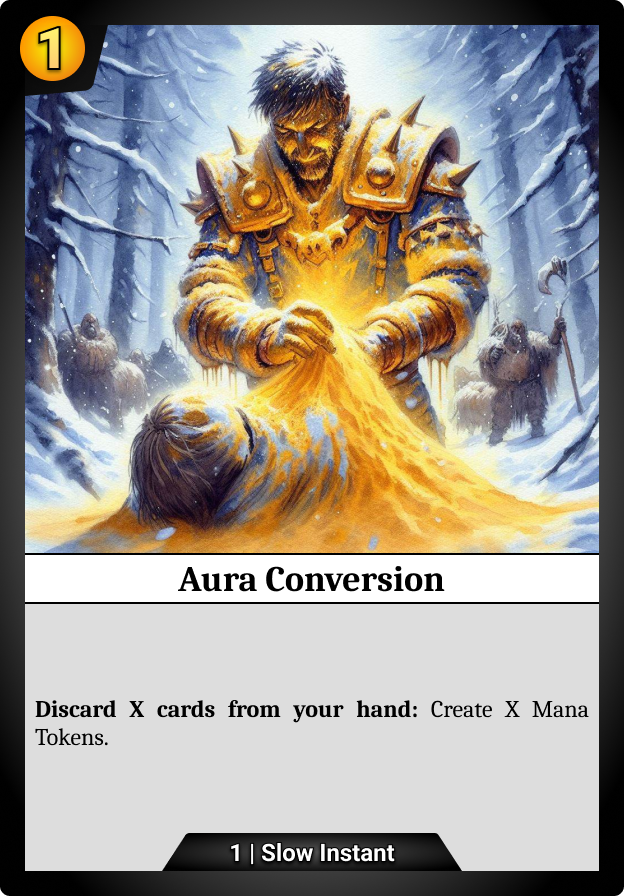 1
Aura Conversion
Discard X cards from your hand: Create X Mana
Tokens.
1 | Slow Instant